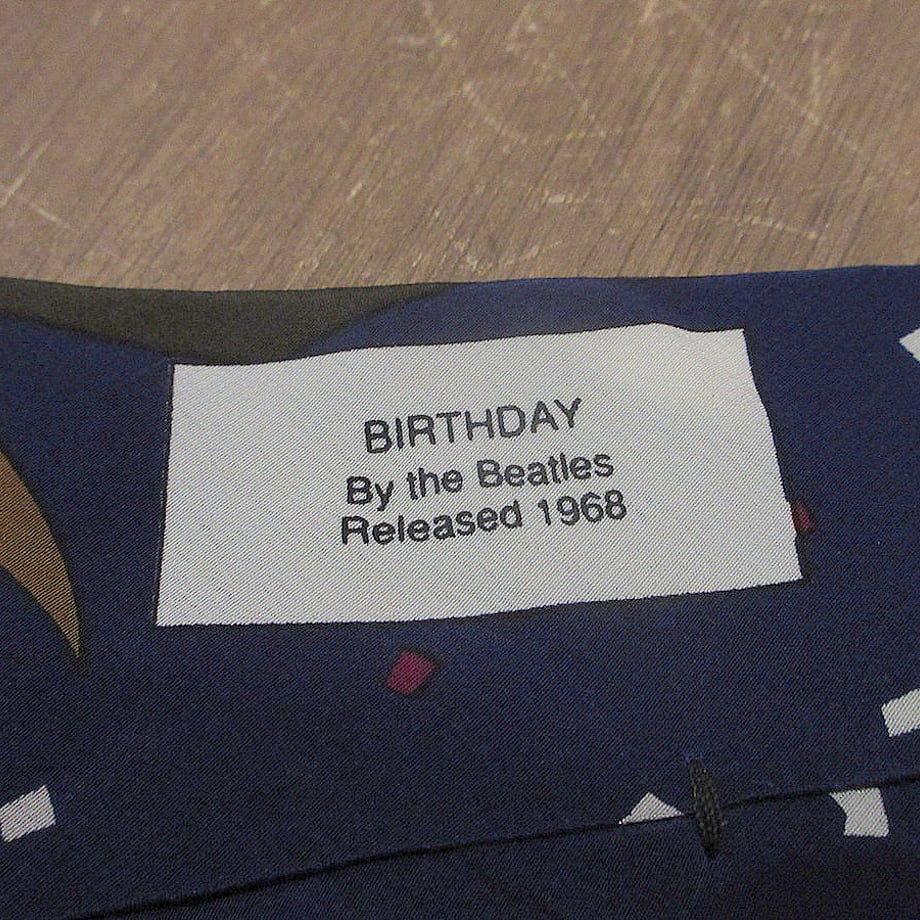 BIRTHDAY
By the Beatles
Released 1968